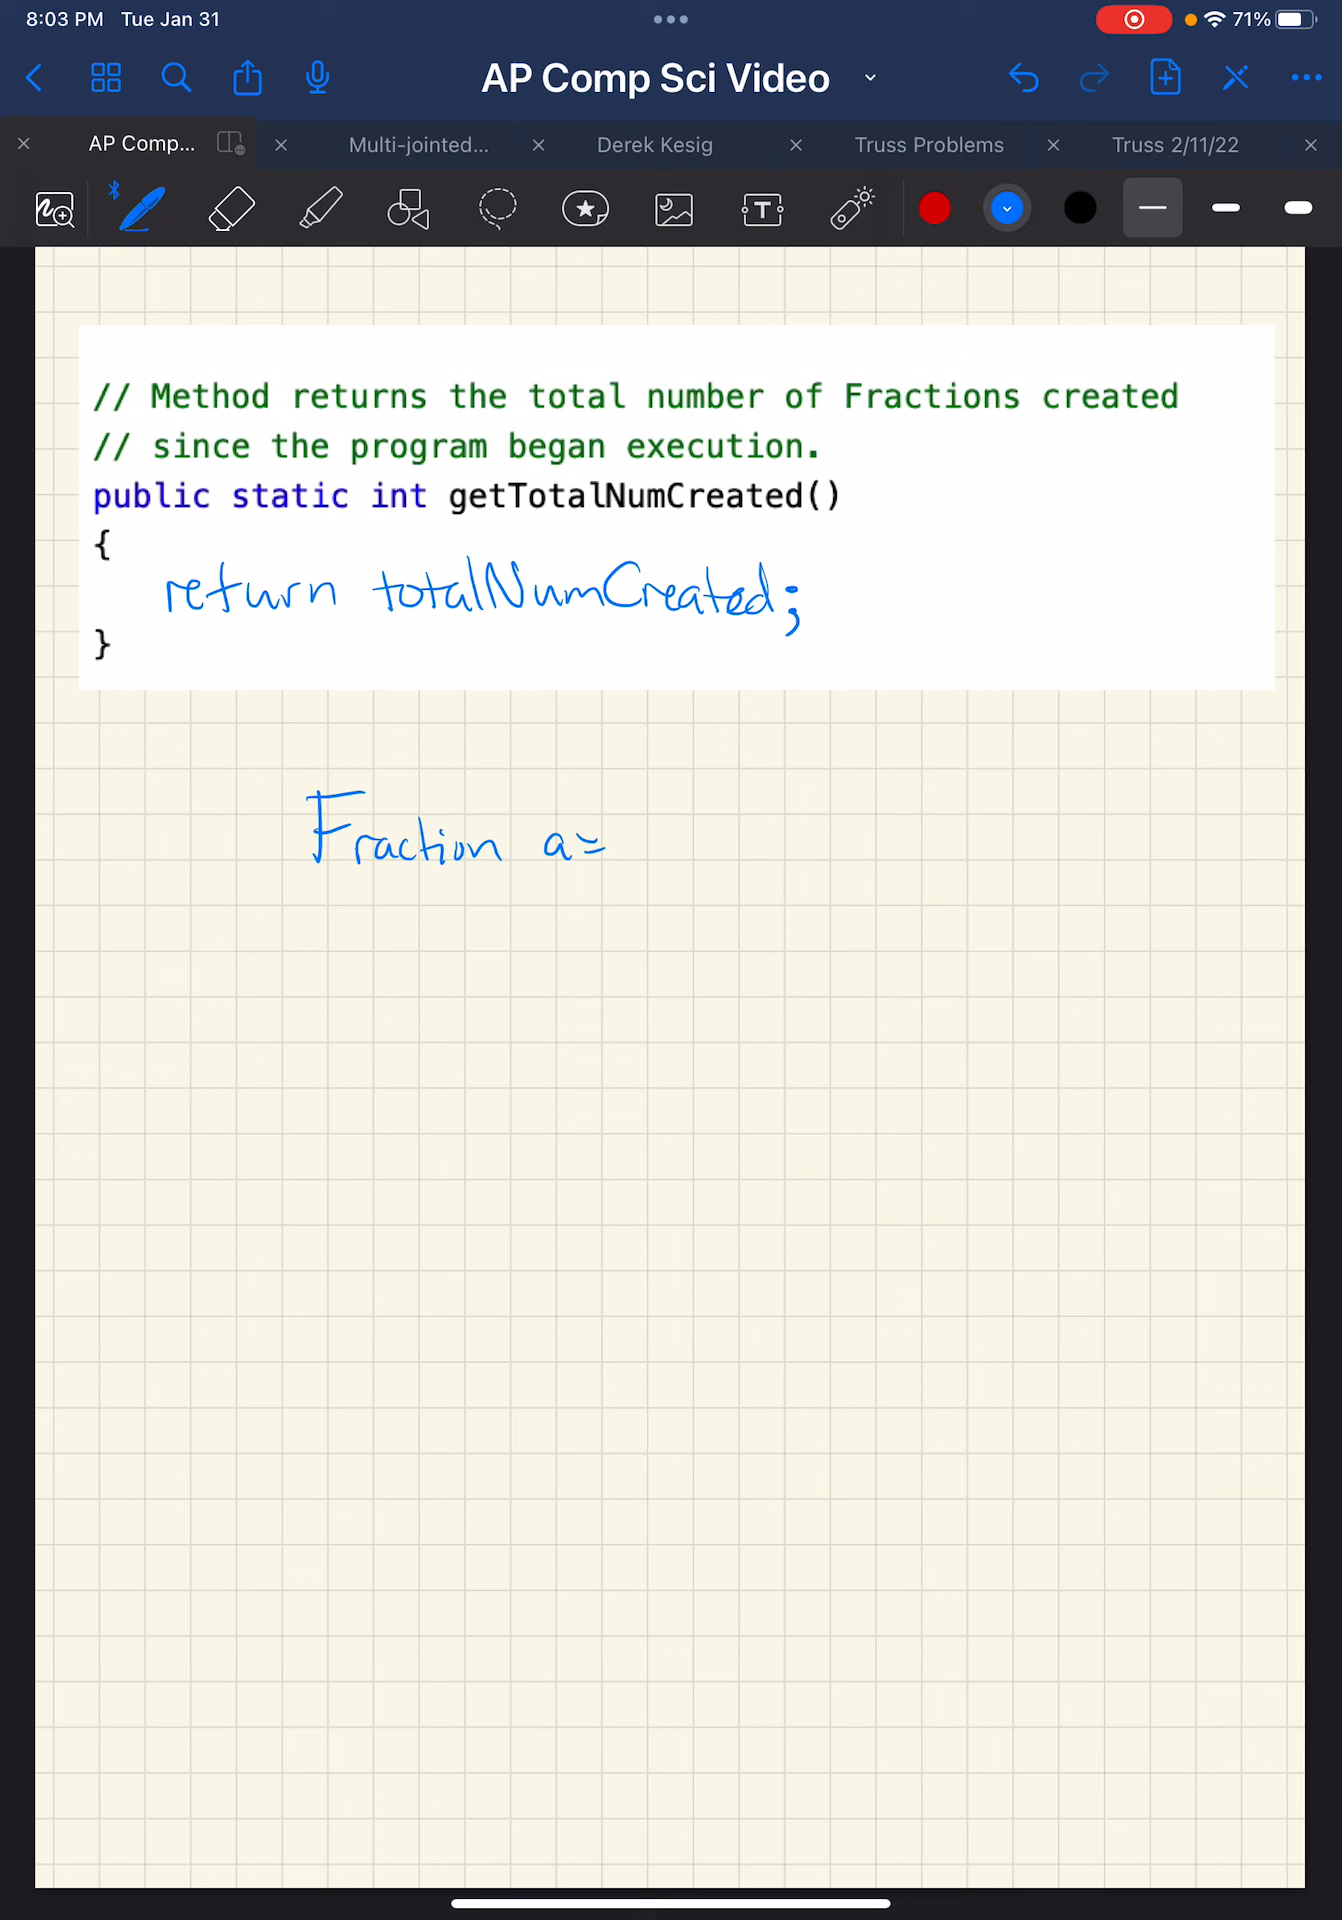 8:03 PM Tue Jan 31
71%
AP Comp Sci Video
AP Comp...
Multi-jointed...
Derek Kesig
Truss Problems
Truss 2/11/22
T
// Method returns the total number of Fractions created
// since the program began execution.
public static int getTotalNumCreated()
{
return totalNumCreated;
}
Fraction a=